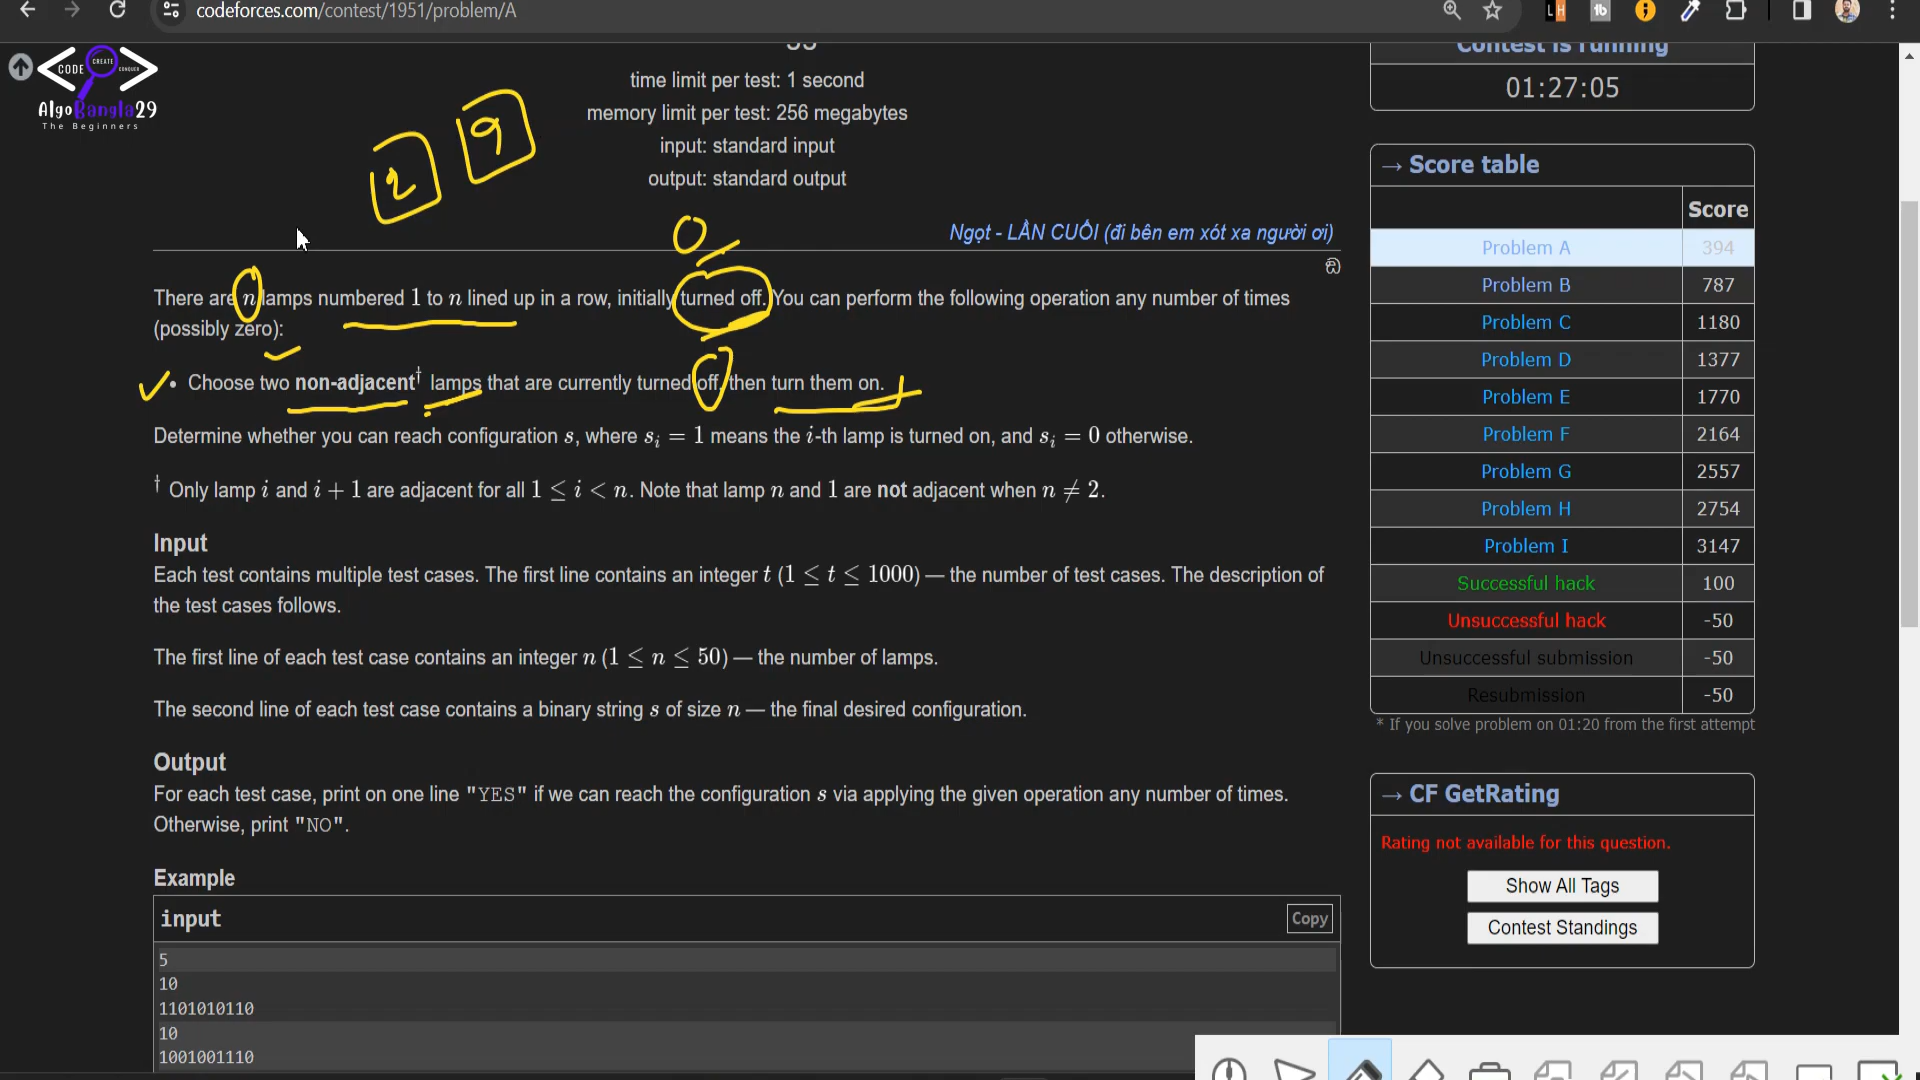 codeforces.com/contest/1951/problem/A
CODE CREATE CONQUER
AlgoBangla29
The Beginners
2 9
time limit per test: 1 second
memory limit per test: 256 megabytes
input: standard input
output: standard output
Ngọt - LẦN CUỐI (đi bên em xót xa người ơi)
0
There are n lamps numbered 1 to n lined up in a row, initially turned off. You can perform the following operation any number of times
(possibly zero):
• Choose two non-adjacent† lamps that are currently turned off, then turn them on.
Determine whether you can reach configuration s, where sᵢ = 1 means the i-th lamp is turned on, and sᵢ = 0 otherwise.
† Only lamp i and i + 1 are adjacent for all 1 ≤ i < n. Note that lamp n and 1 are not adjacent when n ≠ 2.
Input
Each test contains multiple test cases. The first line contains an integer t (1 ≤ t ≤ 1000) — the number of test cases. The description of
the test cases follows.
The first line of each test case contains an integer n (1 ≤ n ≤ 50) — the number of lamps.
The second line of each test case contains a binary string s of size n — the final desired configuration.
Output
For each test case, print on one line "YES" if we can reach the configuration s via applying the given operation any number of times.
Otherwise, print "NO".
Example
input
Copy
5
10
1101010110
10
1001001110
Contest is running
01:27:05
→ Score table
Score
Problem A 394
Problem B 787
Problem C 1180
Problem D 1377
Problem E 1770
Problem F 2164
Problem G 2557
Problem H 2754
Problem I 3147
Successful hack 100
Unsuccessful hack -50
Unsuccessful submission -50
Resubmission -50
* If you solve problem on 01:20 from the first attempt
→ CF GetRating
Rating not available for this question.
Show All Tags
Contest Standings